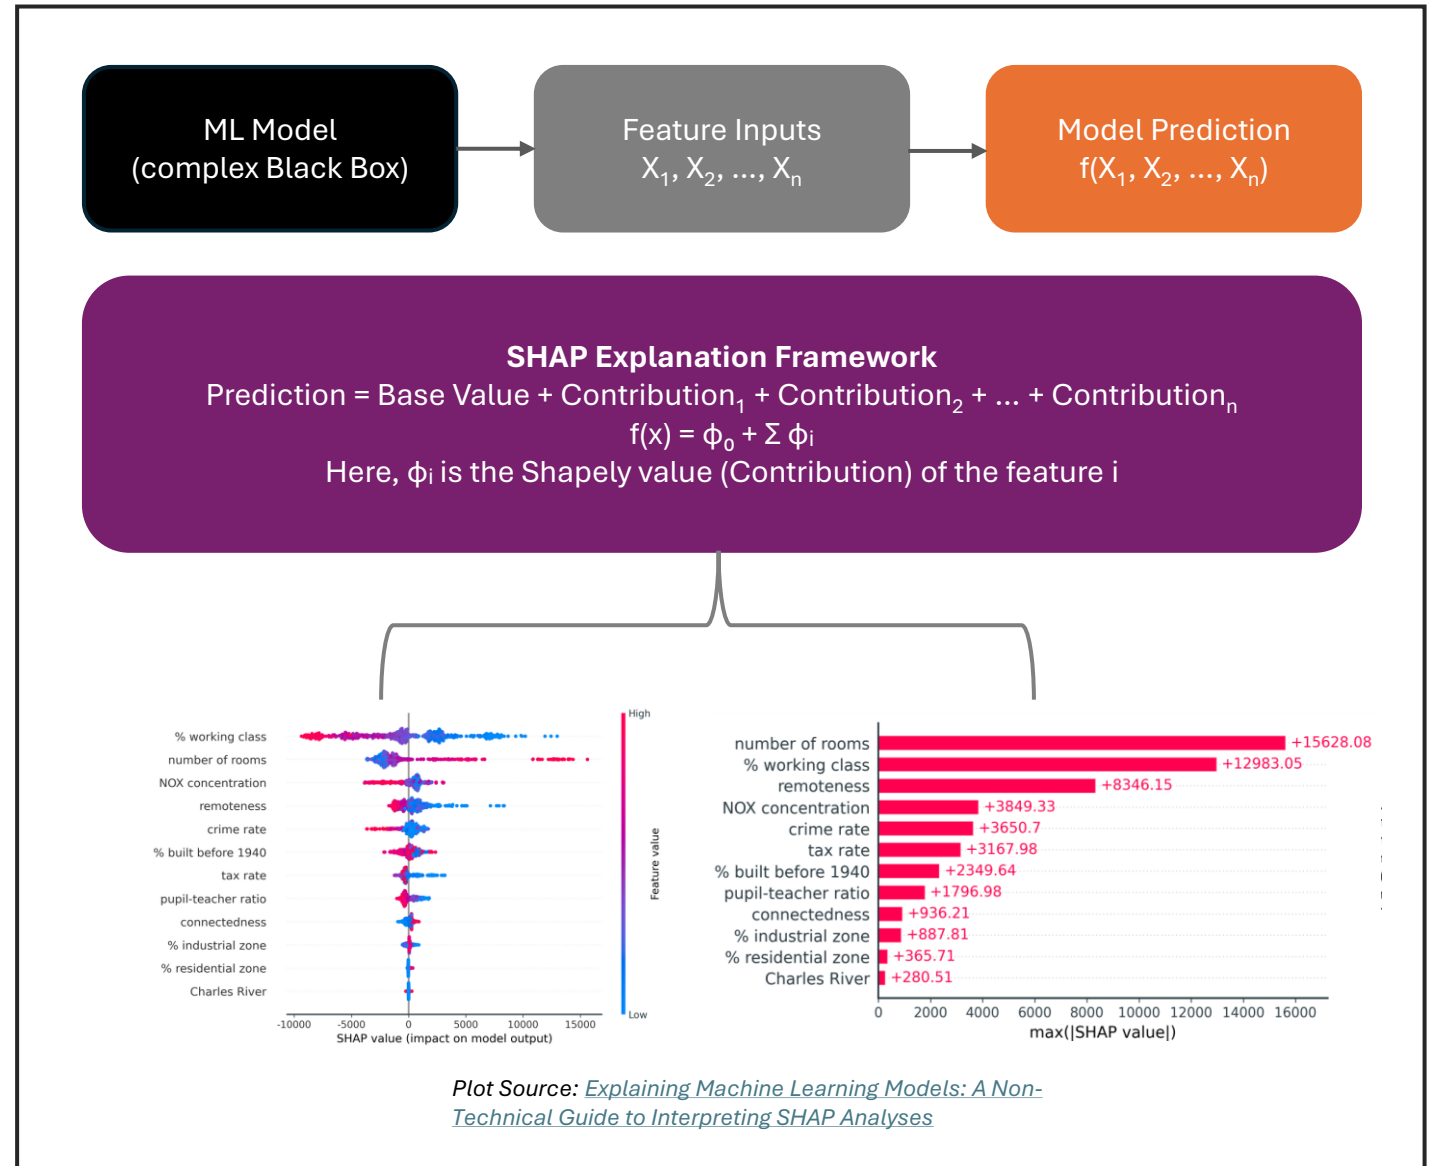 ML Model
(complex Black Box)
Feature Inputs
X₁, X₂, ..., Xₙ
Model Prediction
f(X₁, X₂, ..., Xₙ)
SHAP Explanation Framework
Prediction = Base Value + Contribution₁ + Contribution₂ + ... + Contributionₙ
f(x) = ϕ₀ + Σ ϕᵢ
Here, ϕᵢ is the Shapely value (Contribution) of the feature i
% working class
number of rooms
NOX concentration
remoteness
crime rate
% built before 1940
tax rate
pupil-teacher ratio
connectedness
% industrial zone
% residential zone
Charles River
-10000 -5000 0 5000 10000 15000
SHAP value (impact on model output)
High
Feature value
Low
number of rooms +15628.08
% working class +12983.05
remoteness +8346.15
NOX concentration +3849.33
crime rate +3650.7
tax rate +3167.98
% built before 1940 +2349.64
pupil-teacher ratio +1796.98
connectedness +936.21
% industrial zone +887.81
% residential zone +365.71
Charles River +280.51
0 2000 4000 6000 8000 10000 12000 14000 16000
max(|SHAP value|)
Plot Source: Explaining Machine Learning Models: A Non-
Technical Guide to Interpreting SHAP Analyses